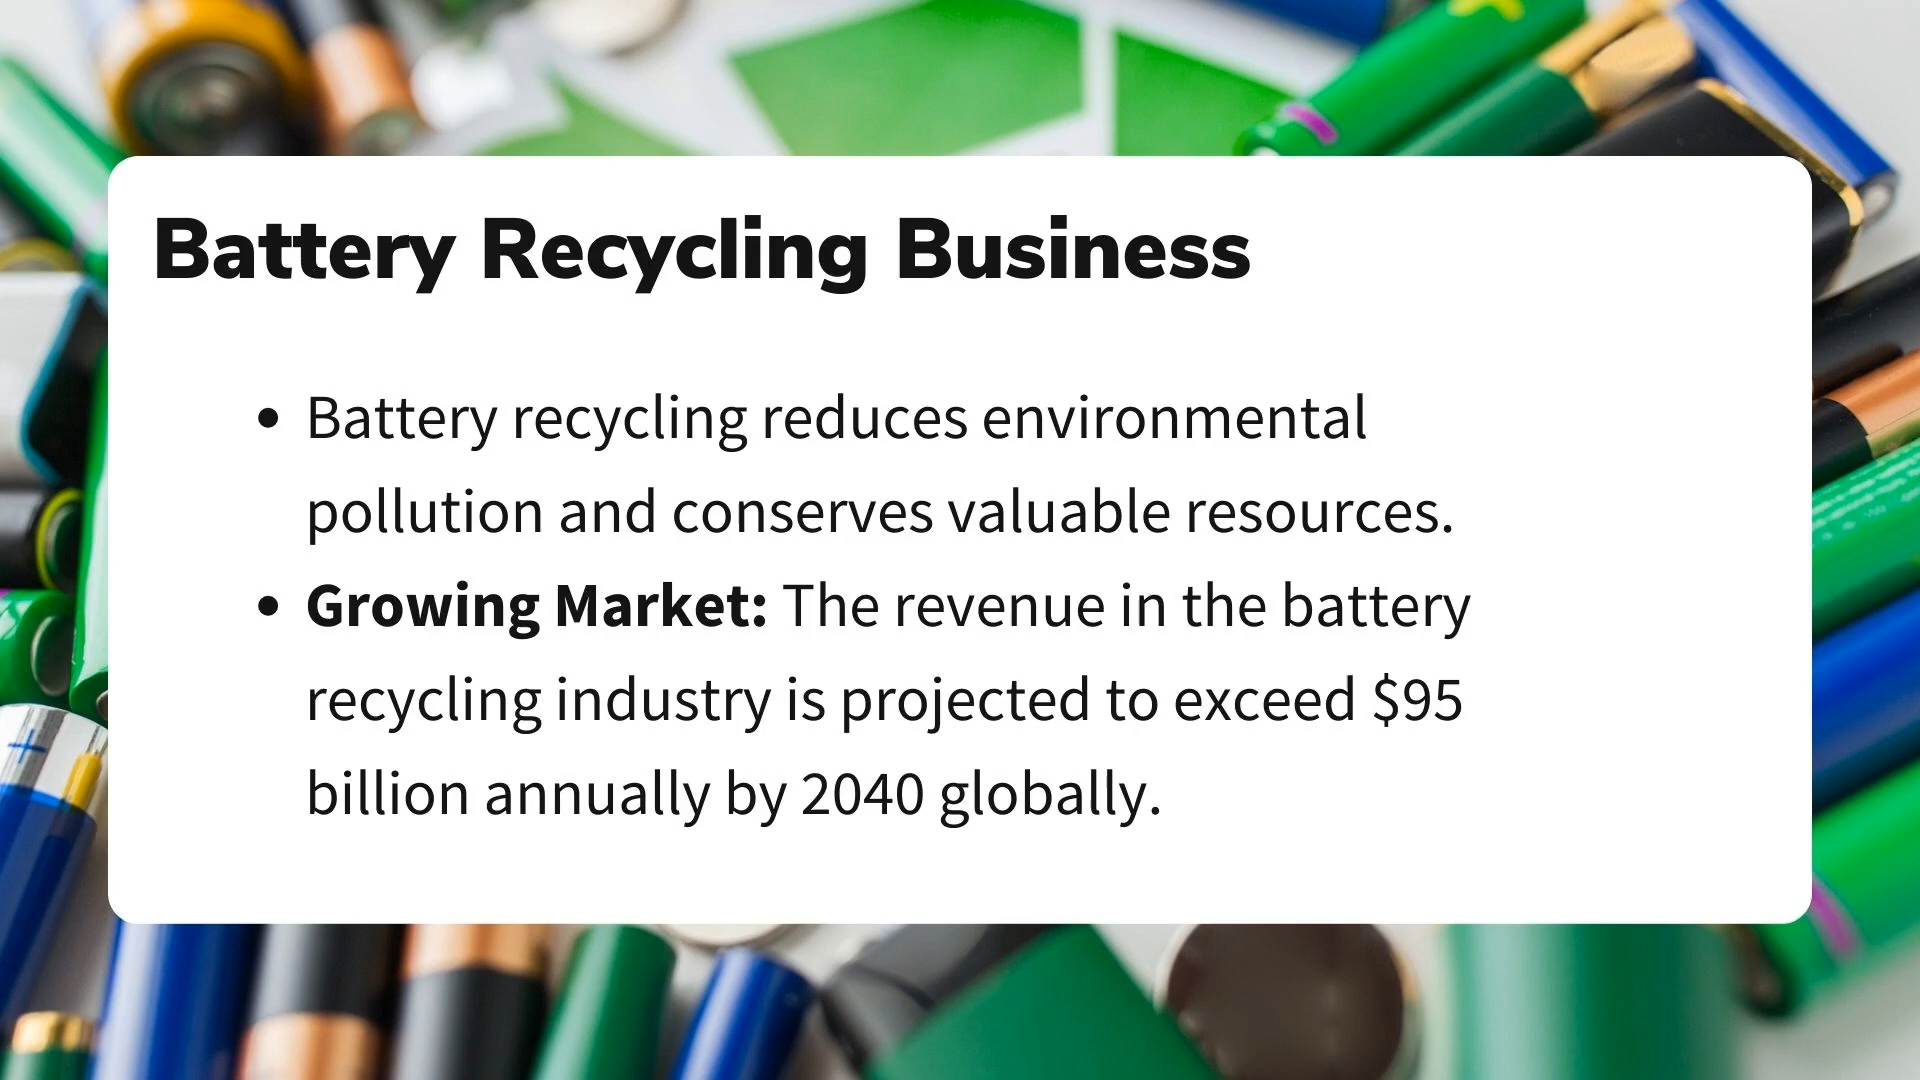 Battery Recycling Business
• Battery recycling reduces environmental
pollution and conserves valuable resources.
• Growing Market: The revenue in the battery
recycling industry is projected to exceed $95
billion annually by 2040 globally.